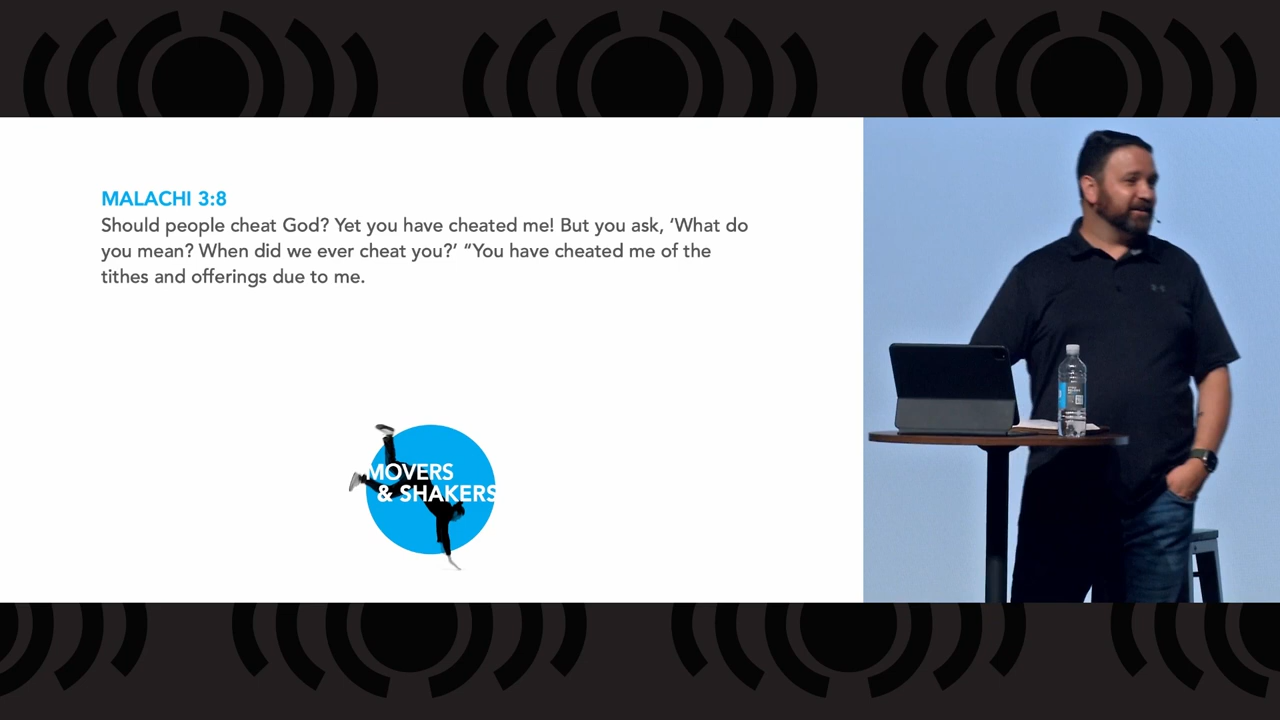 MALACHI 3:8
Should people cheat God? Yet you have cheated me! But you ask, ‘What do
you mean? When did we ever cheat you?’ “You have cheated me of the
tithes and offerings due to me.
MOVERS
& SHAKERS